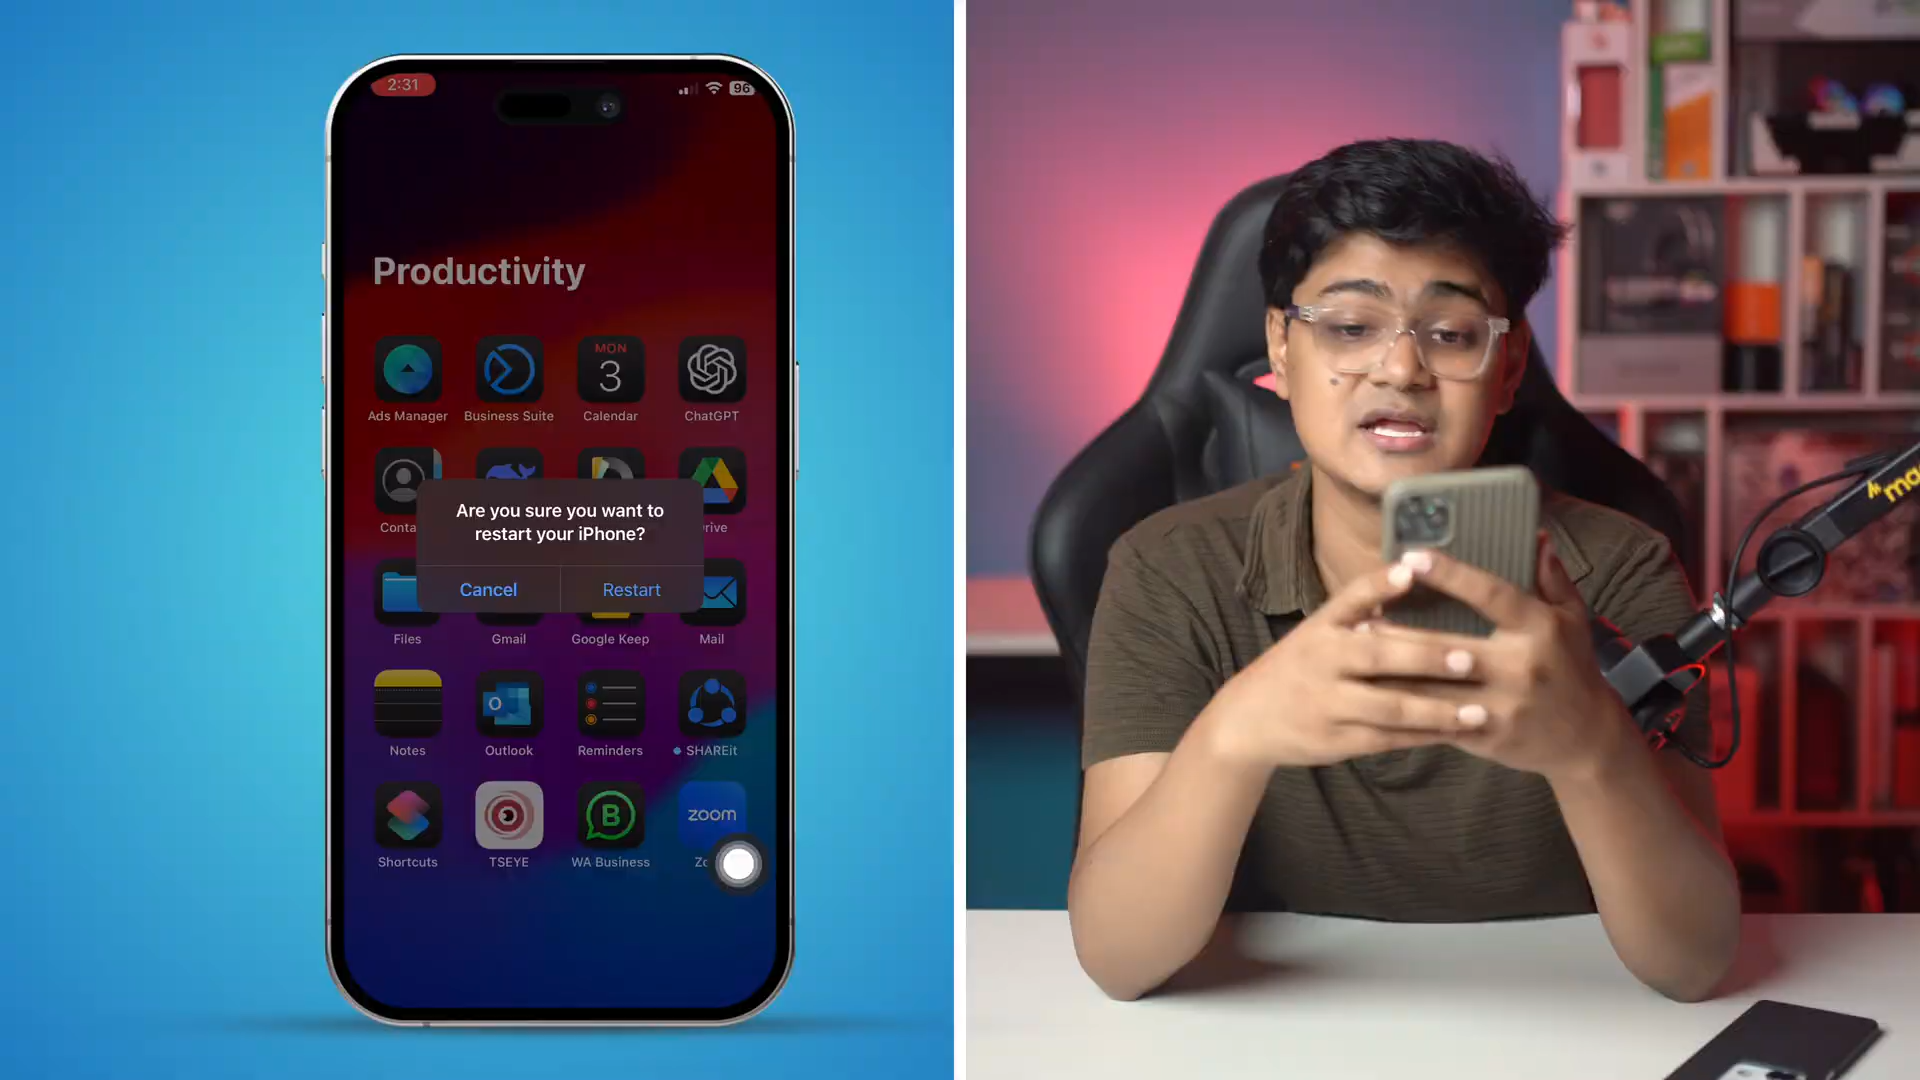 2:31
96
Productivity
MON
3
Ads Manager
Business Suite
Calendar
ChatGPT
Are you sure you want to
restart your iPhone?
Cancel
Restart
Files
Gmail
Google Keep
Mail
O
Notes
Outlook
Reminders
SHAREit
B
zoom
Shortcuts
TSEYE
WA Business